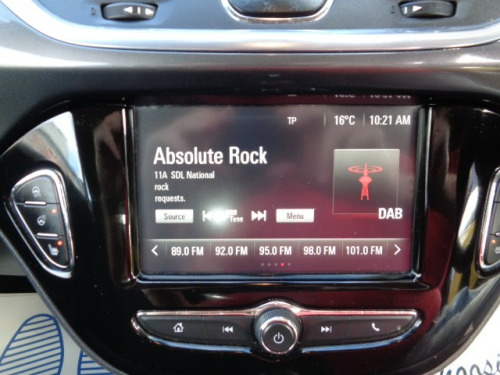 TP 16°C 10:21 AM
Absolute Rock
11A SDL National
rock
requests.
Source Tune Menu
DAB
89.0 FM 92.0 FM 95.0 FM 98.0 FM 101.0 FM